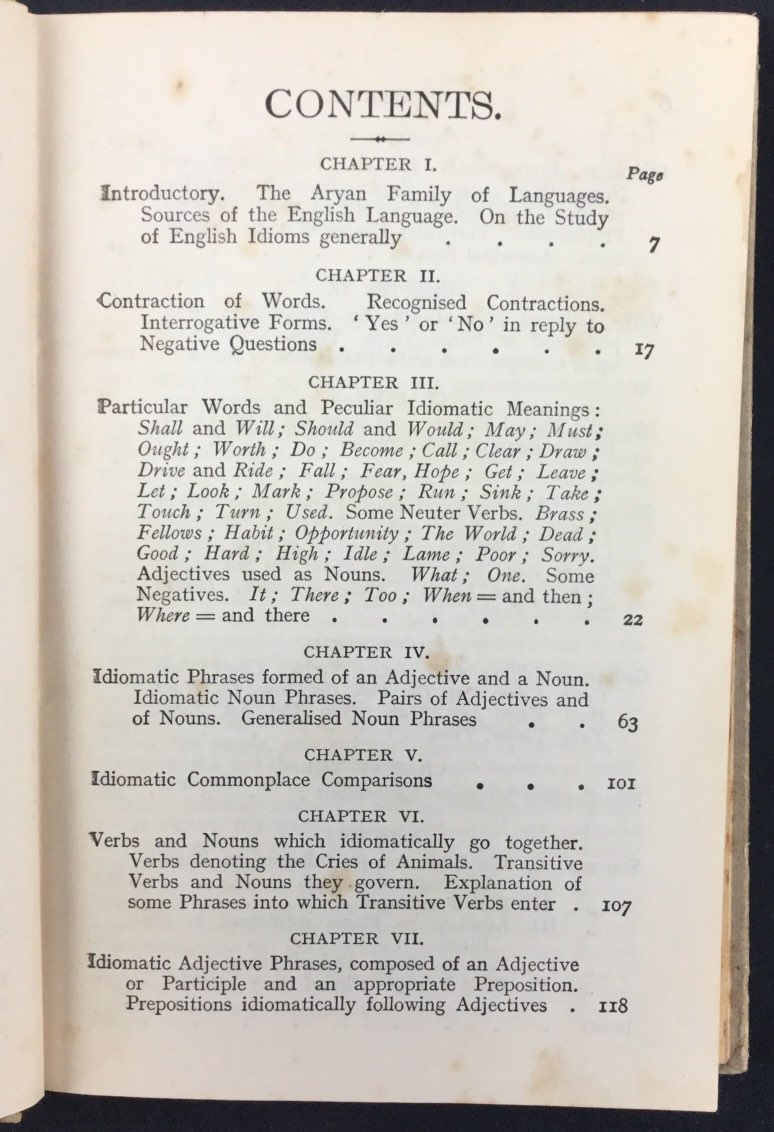 CONTENTS.
CHAPTER I.
Page
Introductory. The Aryan Family of Languages.
Sources of the English Language. On the Study
of English Idioms generally . . . . 7
CHAPTER II.
Contraction of Words. Recognised Contractions.
Interrogative Forms. ‘Yes’ or ‘No’ in reply to
Negative Questions . . . . . . 17
CHAPTER III.
Particular Words and Peculiar Idiomatic Meanings:
Shall and Will; Should and Would; May; Must;
Ought; Worth; Do; Become; Call; Clear; Draw;
Drive and Ride; Fall; Fear, Hope; Get; Leave;
Let; Look; Mark; Propose; Run; Sink; Take;
Touch; Turn; Used. Some Neuter Verbs. Brass;
Fellows; Habit; Opportunity; The World; Dead;
Good; Hard; High; Idle; Lame; Poor; Sorry.
Adjectives used as Nouns. What; One. Some
Negatives. It; There; Too; When = and then;
Where = and there . . . . . . 22
CHAPTER IV.
Idiomatic Phrases formed of an Adjective and a Noun.
Idiomatic Noun Phrases. Pairs of Adjectives and
of Nouns. Generalised Noun Phrases . . 63
CHAPTER V.
Idiomatic Commonplace Comparisons . . . 101
CHAPTER VI.
Verbs and Nouns which idiomatically go together.
Verbs denoting the Cries of Animals. Transitive
Verbs and Nouns they govern. Explanation of
some Phrases into which Transitive Verbs enter . 107
CHAPTER VII.
Idiomatic Adjective Phrases, composed of an Adjective
or Participle and an appropriate Preposition.
Prepositions idiomatically following Adjectives . 118